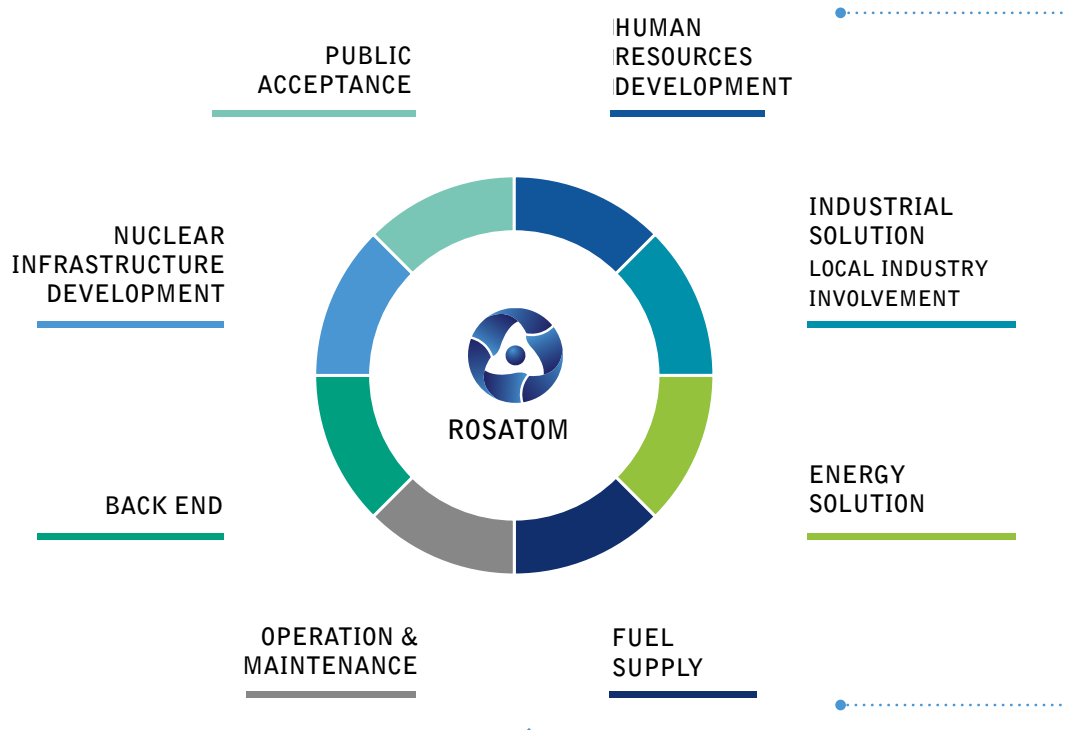 PUBLIC
ACCEPTANCE
HUMAN
RESOURCES
DEVELOPMENT
NUCLEAR
INFRASTRUCTURE
DEVELOPMENT
INDUSTRIAL
SOLUTION
LOCAL INDUSTRY
INVOLVEMENT
ROSATOM
BACK END
ENERGY
SOLUTION
OPERATION &
MAINTENANCE
FUEL
SUPPLY